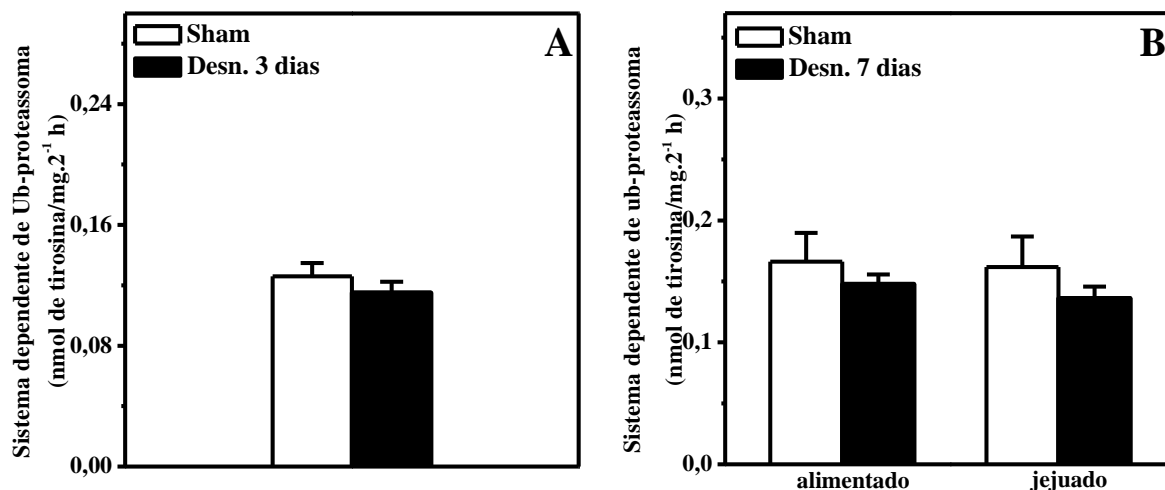 Sistema dependente de Ub-proteassoma
(nmol de tirosina/mg.2⁻¹ h)
0,24
0,16
0,08
0,00
Sham
Desn. 3 dias
A
Sistema dependente de ub-proteassoma
(nmol de tirosina/mg.2⁻¹ h)
0,3
0,2
0,1
0,0
Sham
Desn. 7 dias
B
alimentado
jejuado